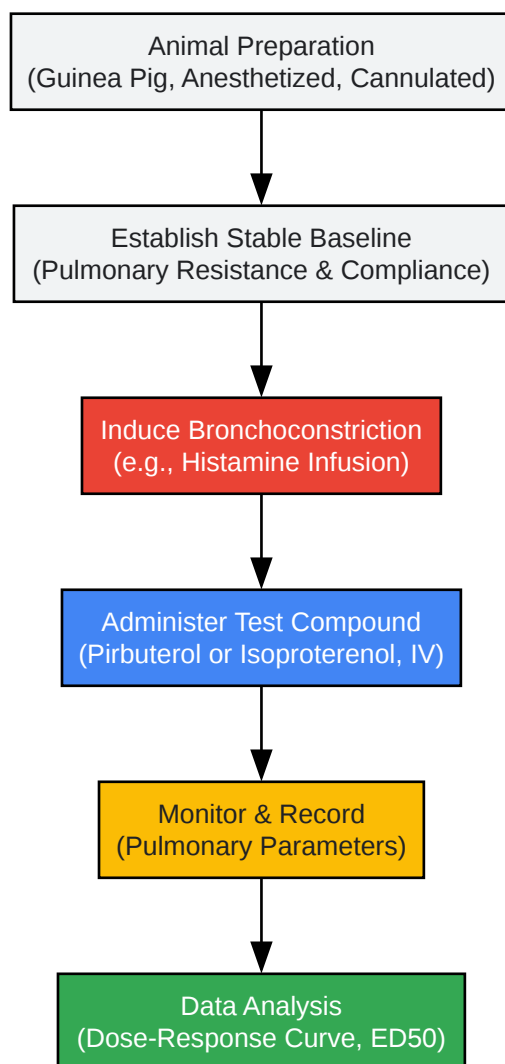 Animal Preparation
(Guinea Pig, Anesthetized, Cannulated)
Establish Stable Baseline
(Pulmonary Resistance & Compliance)
Induce Bronchoconstriction
(e.g., Histamine Infusion)
Administer Test Compound
(Pirbuterol or Isoproterenol, IV)
Monitor & Record
(Pulmonary Parameters)
Data Analysis
(Dose-Response Curve, ED50)